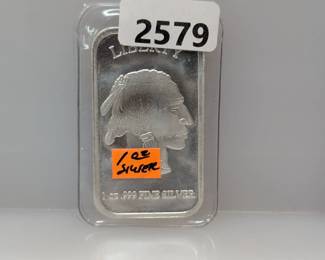 2579
LIBERTY
1 OZ
SILVER
1 OZ .999 FINE SILVER